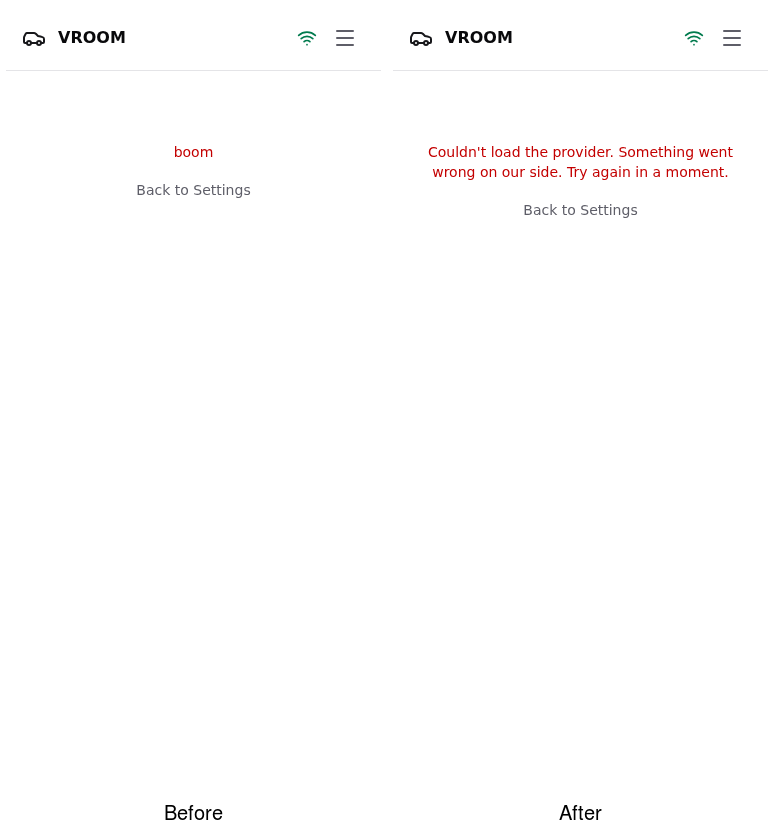 VROOM
boom
Back to Settings
Before
VROOM
Couldn't load the provider. Something went
wrong on our side. Try again in a moment.
Back to Settings
After